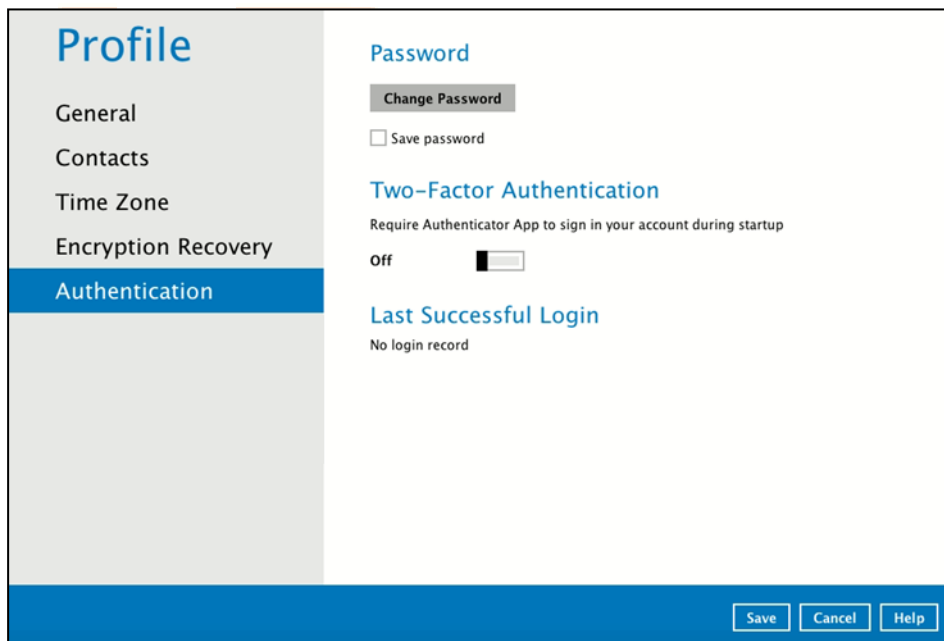 Profile
General
Contacts
Time Zone
Encryption Recovery
Authentication
Password
Change Password
Save password
Two-Factor Authentication
Require Authenticator App to sign in your account during startup
Off
Last Successful Login
No login record
Save Cancel Help